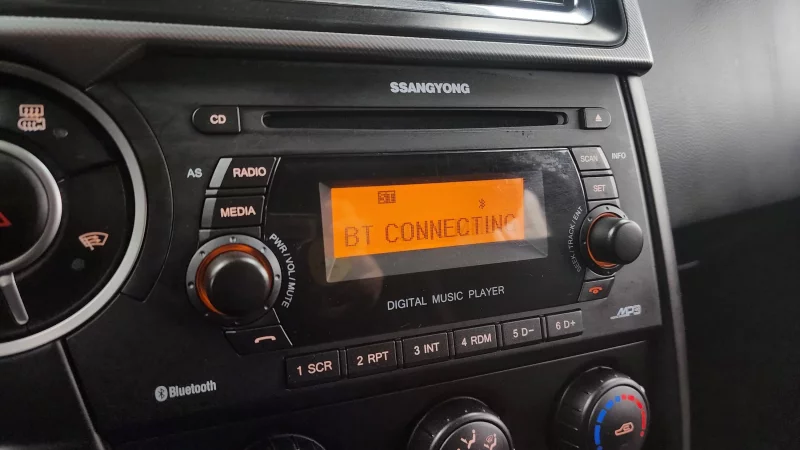 SSANGYONG
CD
AS
RADIO
MEDIA
PWR/VOL/MUTE
ST
BT CONNECTING
SCAN
INFO
SET
SEEK/TRACK/ENT
DIGITAL MUSIC PLAYER
MP3
1 SCR
2 RPT
3 INT
4 RDM
5 D-
6 D+
Bluetooth